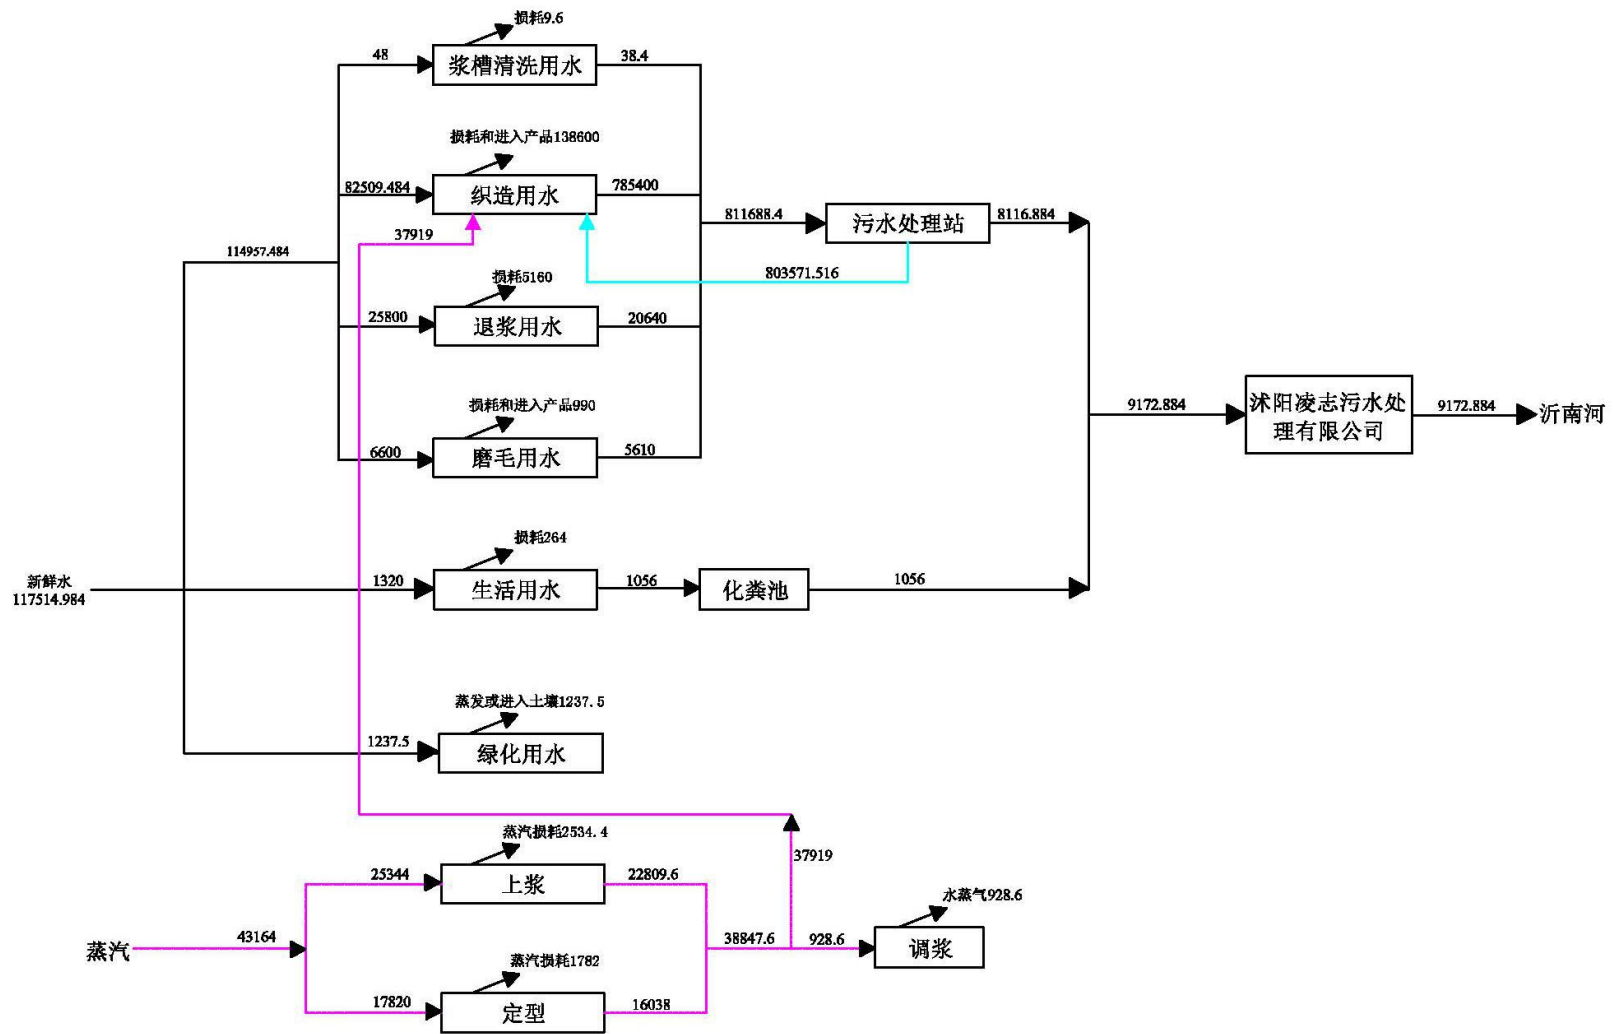 损耗9.6
48
浆槽清洗用水
38.4
损耗和进入产品138600
82509.484
织造用水
785400
37919
811688.4
污水处理站
8116.884
114957.484
803571.516
损耗5160
25800
退浆用水
20640
损耗和进入产品990
6600
磨毛用水
5610
9172.884
沭阳凌志污水处
理有限公司
9172.884
沂南河
损耗264
新鲜水
117514.984
1320
生活用水
1056
化粪池
1056
蒸发或进入土壤1237.5
1237.5
绿化用水
蒸汽损耗2534.4
25344
上浆
22809.6
37919
水蒸气928.6
蒸汽
43164
38847.6
928.6
调浆
蒸汽损耗1782
17820
定型
16038